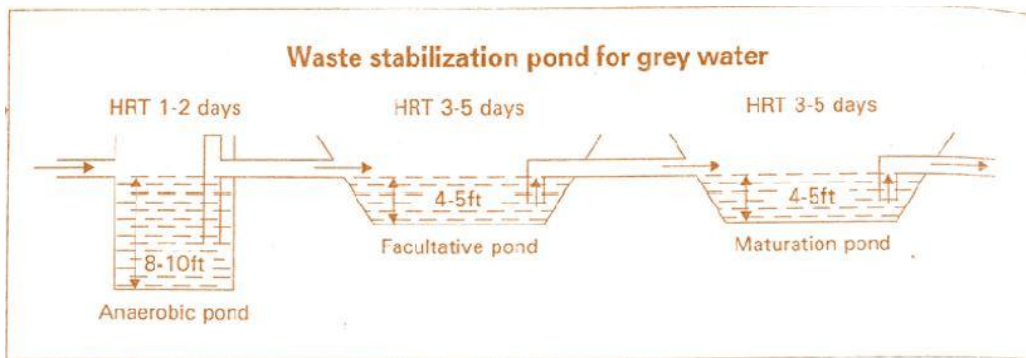 Waste stabilization pond for grey water
HRT 1-2 days
HRT 3-5 days
HRT 3-5 days
8-10ft
4-5ft
4-5ft
Anaerobic pond
Facultative pond
Maturation pond